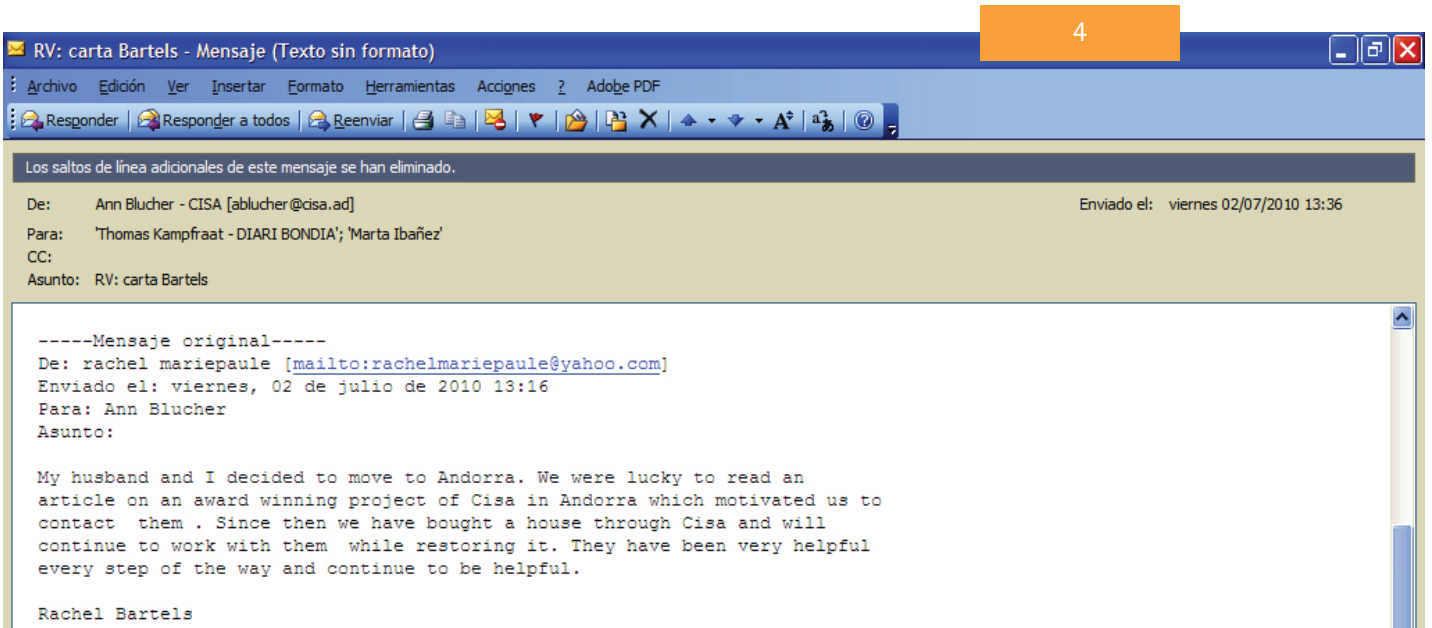 4
RV: carta Bartels - Mensaje (Texto sin formato)
Archivo Edición Ver Insertar Formato Herramientas Acciones ? Adobe PDF
Responder Responder a todos Reenviar
Los saltos de línea adicionales de este mensaje se han eliminado.
De: Ann Blucher - CISA [ablucher@cisa.ad] Enviado el: viernes 02/07/2010 13:36
Para: 'Thomas Kampfraat - DIARI BONDIA'; 'Marta Ibañez'
CC:
Asunto: RV: carta Bartels
-----Mensaje original-----
De: rachel mariepaule [mailto:rachelmariepaule@yahoo.com]
Enviado el: viernes, 02 de julio de 2010 13:16
Para: Ann Blucher
Asunto:
My husband and I decided to move to Andorra. We were lucky to read an
article on an award winning project of Cisa in Andorra which motivated us to
contact  them . Since then we have bought a house through Cisa and will
continue to work with them  while restoring it. They have been very helpful
every step of the way and continue to be helpful.
Rachel Bartels